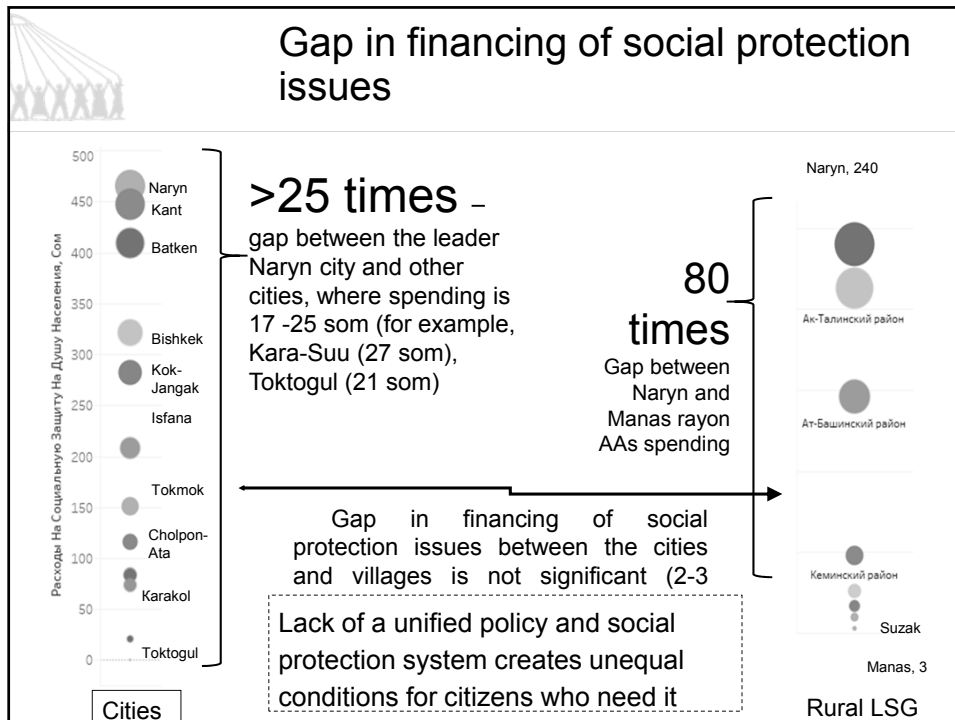 Gap in financing of social protection
issues
Расходы На Социальную Защиту На Душу Населения, Сом
500
450
400
350
300
250
200
150
100
50
0
Naryn
Kant
Batken
Bishkek
Kok-
Jangak
Isfana
Tokmok
Cholpon-
Ata
Karakol
Toktogul
Cities
>25 times –
gap between the leader
Naryn city and other
cities, where spending is
17 -25 som (for example,
Kara-Suu (27 som),
Toktogul (21 som)
80
times
Gap between
Naryn and
Manas rayon
AAs spending
Gap in financing of social
protection issues between the cities
and villages is not significant (2-3
Lack of a unified policy and social
protection system creates unequal
conditions for citizens who need it
Naryn, 240
Ак-Талинский район
Ат-Башинский район
Кеминский район
Suzak
Manas, 3
Rural LSG